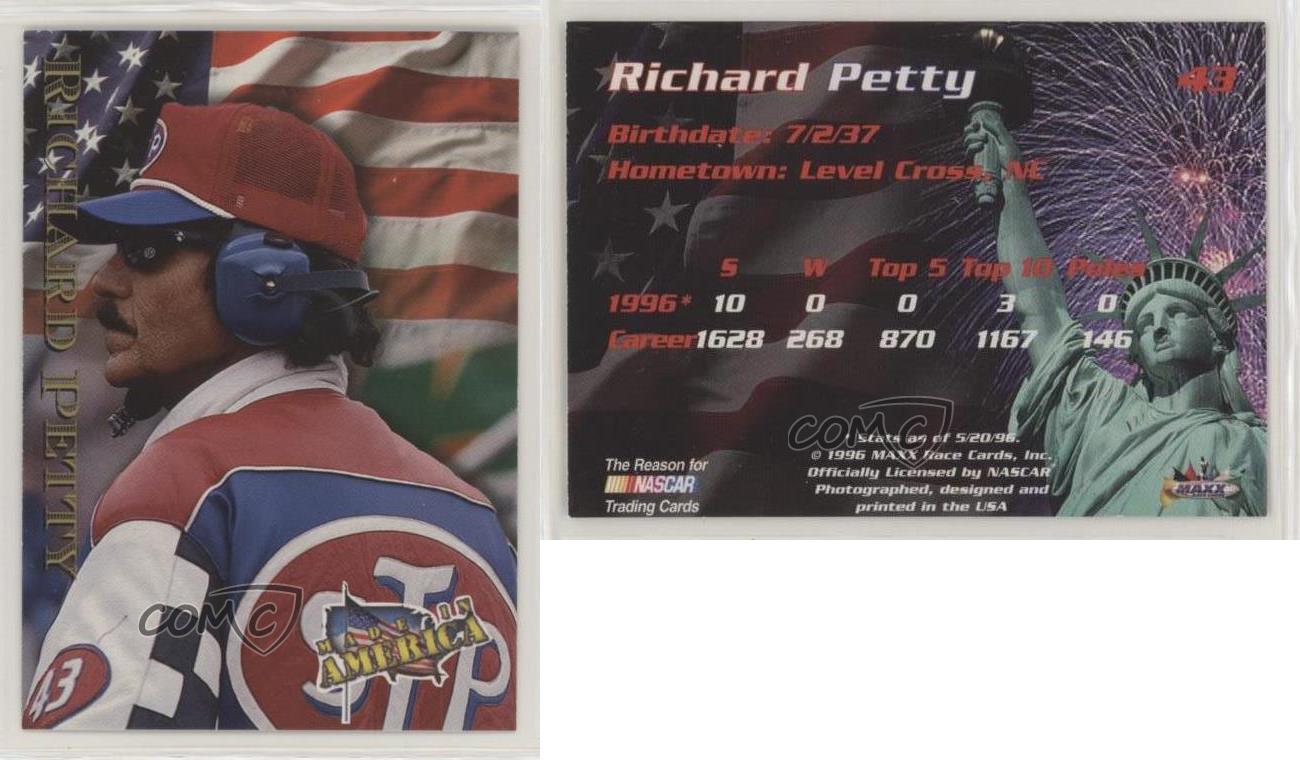 RICHARD PETTY
STP
43
MADE IN
AMERICA
COMC
Richard Petty 43
Birthdate: 7/2/37
Hometown: Level Cross, NC
S W Top 5 Top 10 Poles
1996* 10 0 0 3 0
Career 1628 268 870 1167 146
COMC
* Stats as of 5/20/96.
© 1996 MAXX Race Cards, Inc.
Officially Licensed by NASCAR
Photographed, designed and
printed in the USA
The Reason for
NASCAR
Trading Cards
MAXX